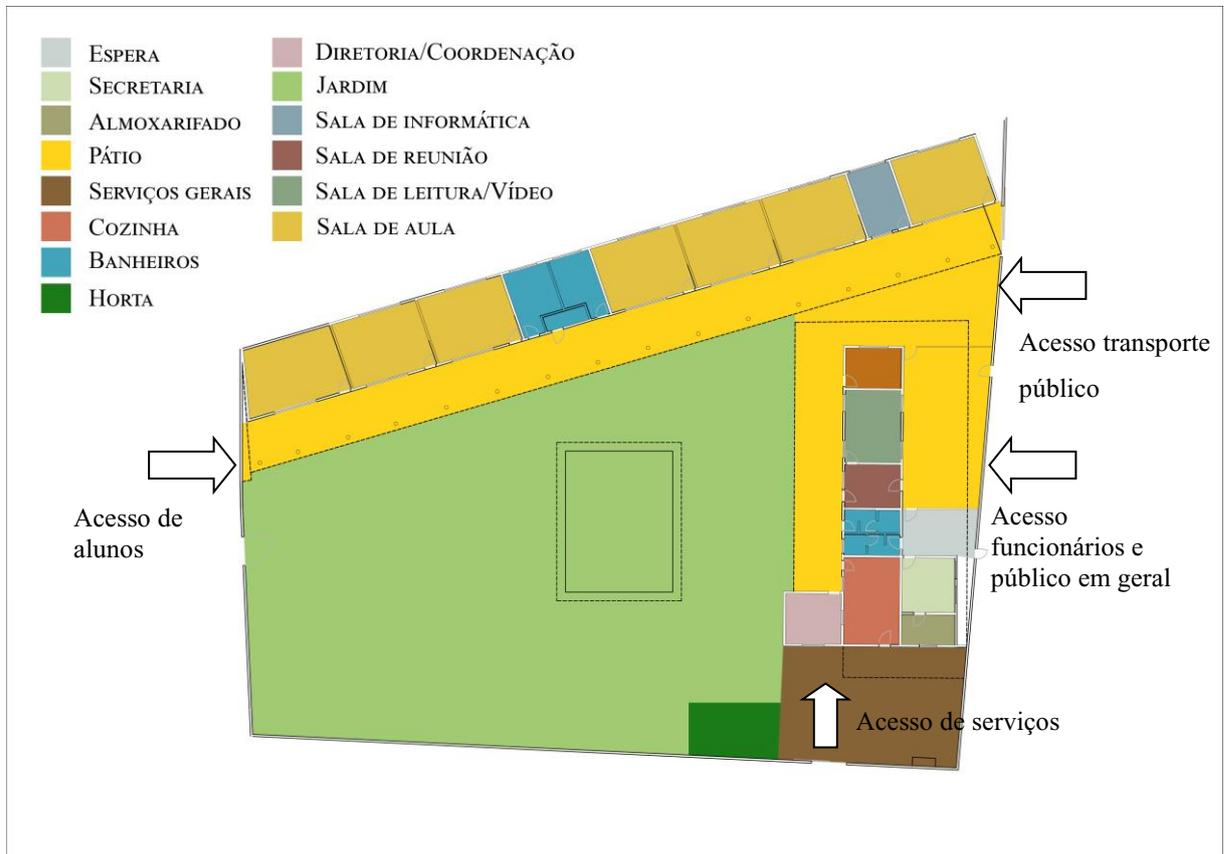 ESPERA
SECRETARIA
ALMOXARIFADO
PÁTIO
SERVIÇOS GERAIS
COZINHA
BANHEIROS
HORTA
DIRETORIA/COORDENAÇÃO
JARDIM
SALA DE INFORMÁTICA
SALA DE REUNIÃO
SALA DE LEITURA/VÍDEO
SALA DE AULA
Acesso transporte
público
Acesso de
alunos
Acesso
funcionários e
público em geral
Acesso de serviços